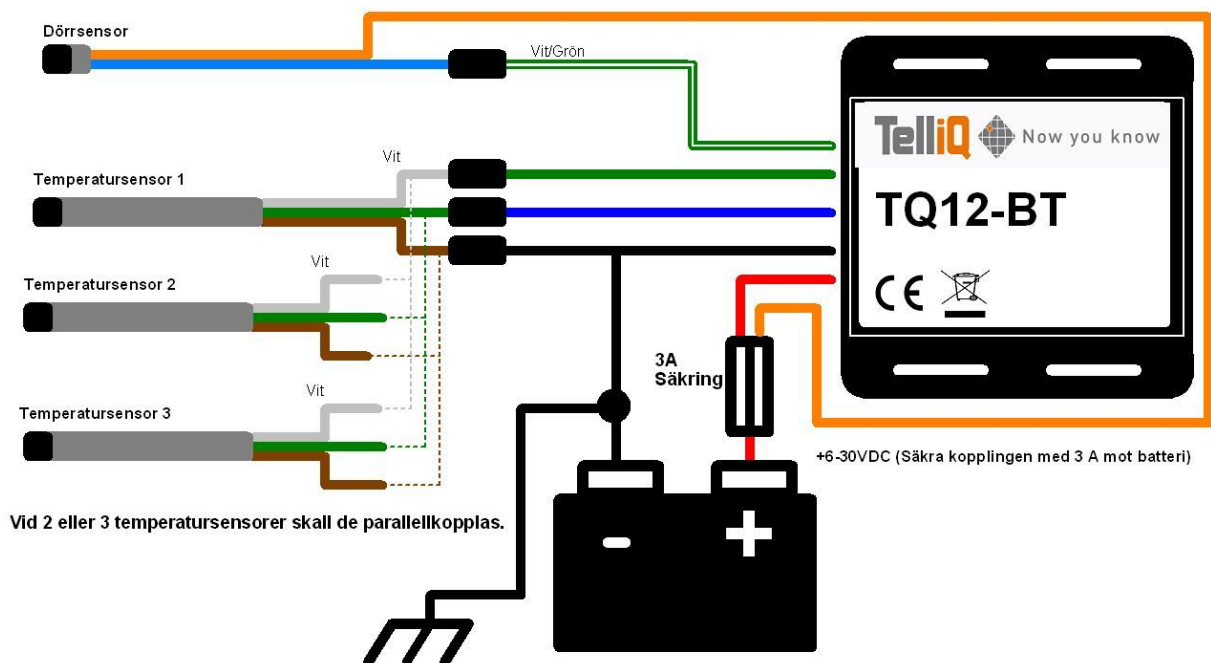 Dörrsensor
Vit/Grön
TelliQ Now you know
Vit
Temperatursensor 1
TQ12-BT
Vit
Temperatursensor 2
CE
3A
Säkring
Vit
Temperatursensor 3
+6-30VDC (Säkra kopplingen med 3 A mot batteri)
Vid 2 eller 3 temperatursensorer skall de parallellkopplas.
- +